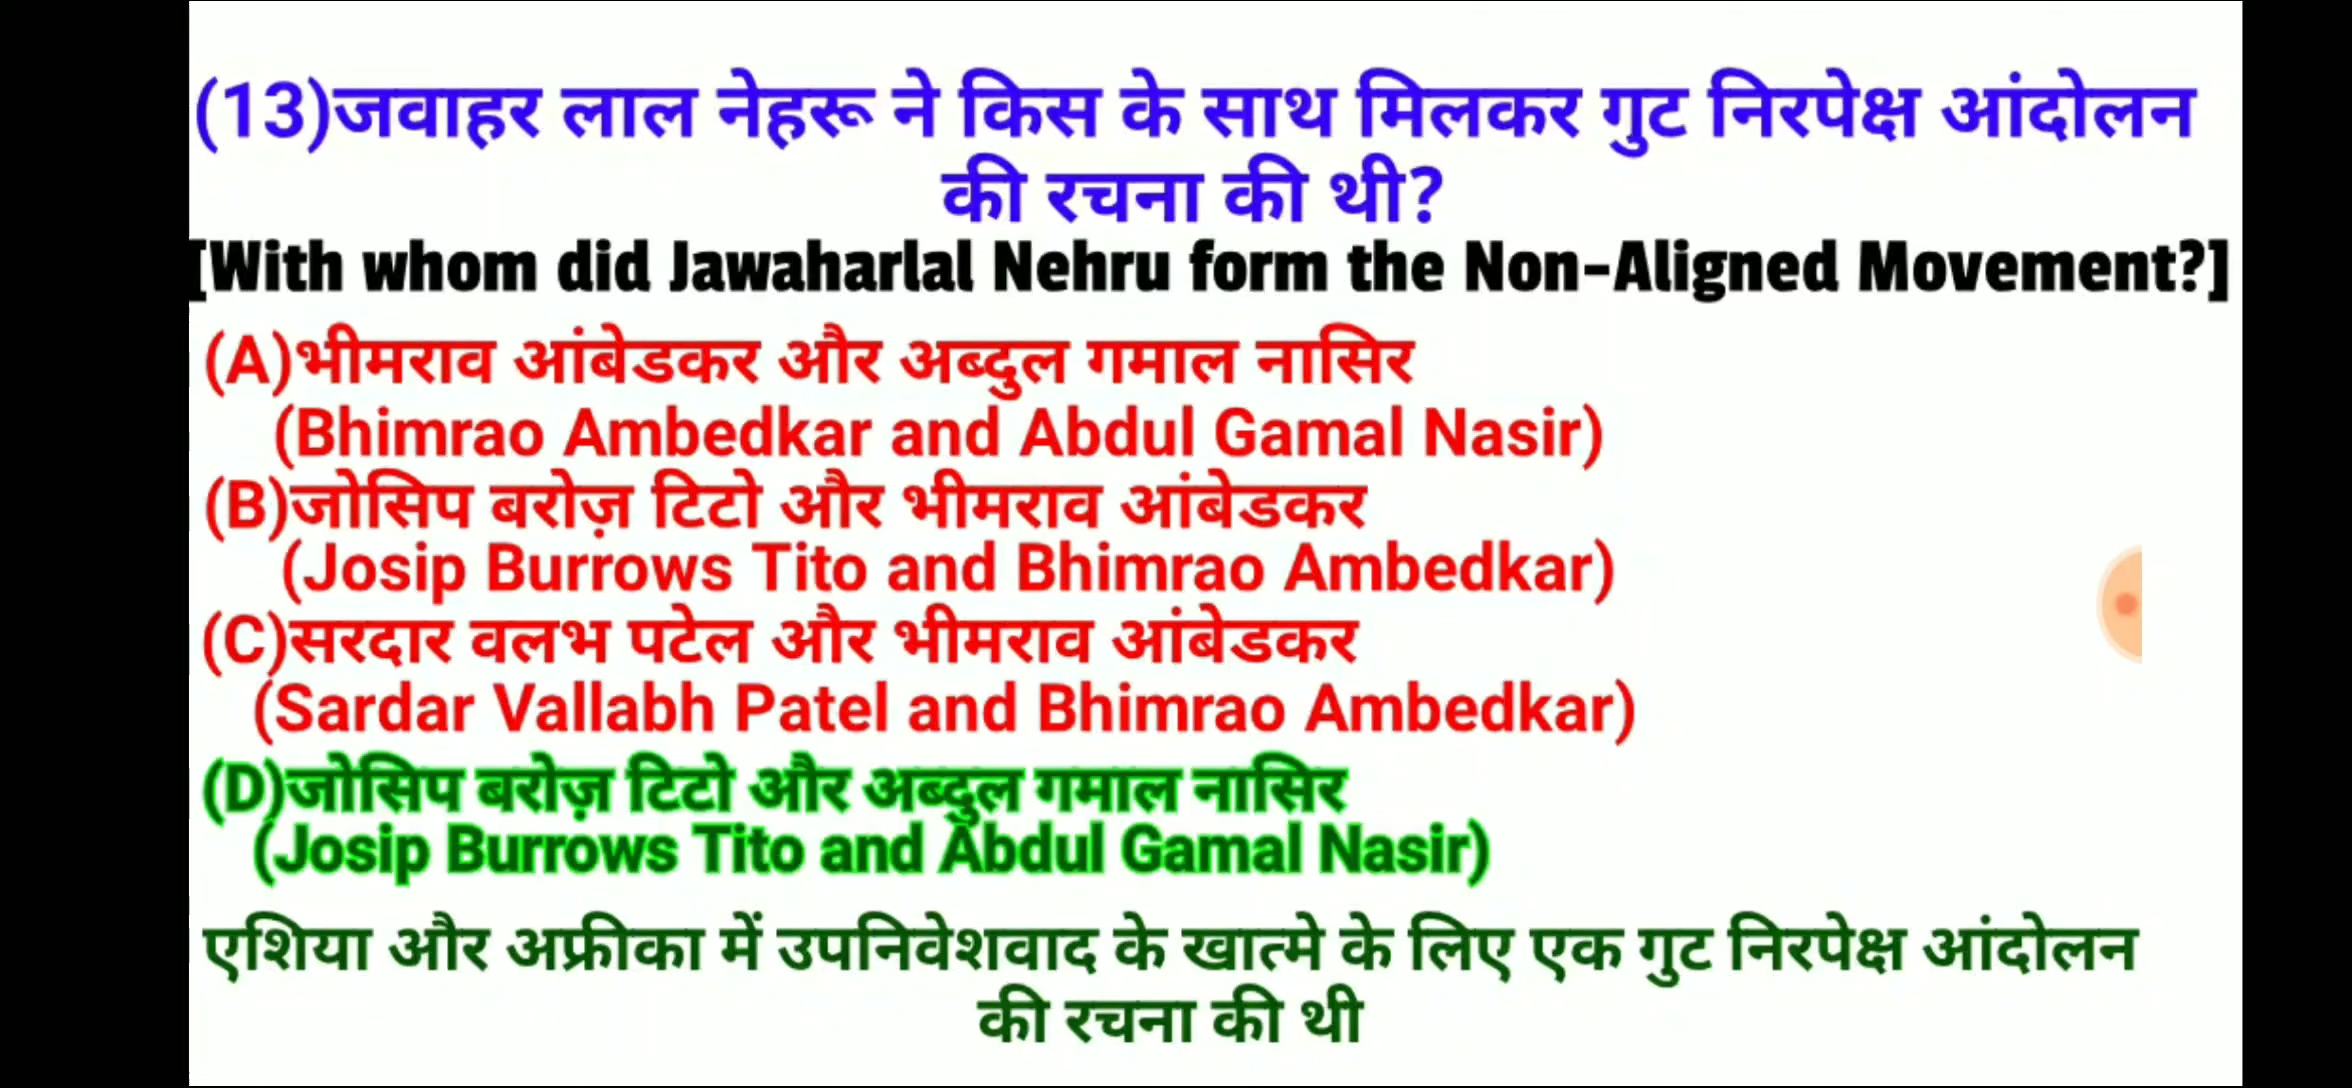 (13)जवाहर लाल नेहरू ने किस के साथ मिलकर गुट निरपेक्ष आंदोलन
की रचना की थी?
[With whom did Jawaharlal Nehru form the Non-Aligned Movement?]
(A)भीमराव आंबेडकर और अब्दुल गमाल नासिर
(Bhimrao Ambedkar and Abdul Gamal Nasir)
(B)जोसिप बरोज़ टिटो और भीमराव आंबेडकर
(Josip Burrows Tito and Bhimrao Ambedkar)
(C)सरदार वलभ पटेल और भीमराव आंबेडकर
(Sardar Vallabh Patel and Bhimrao Ambedkar)
(D)जोसिप बरोज़ टिटो और अब्दुल गमाल नासिर
(Josip Burrows Tito and Abdul Gamal Nasir)
एशिया और अफ्रीका में उपनिवेशवाद के खात्मे के लिए एक गुट निरपेक्ष आंदोलन
की रचना की थी